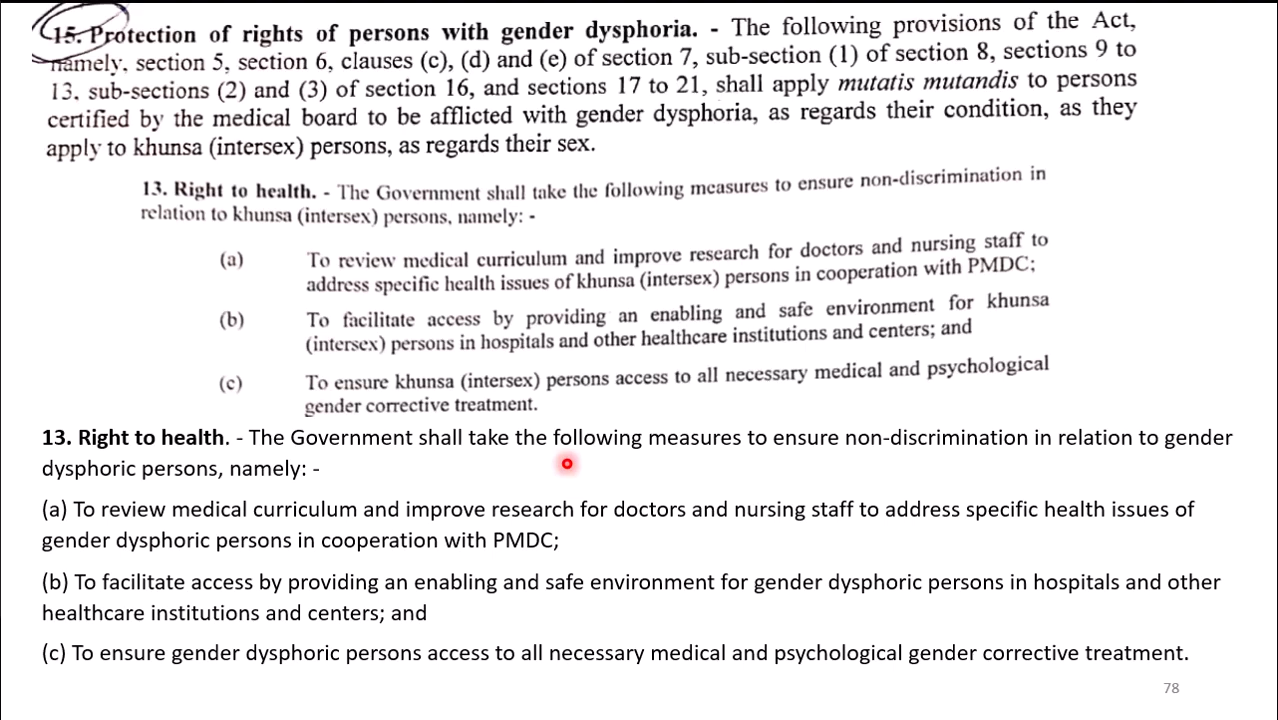 15. Protection of rights of persons with gender dysphoria. - The following provisions of the Act,
namely, section 5, section 6, clauses (c), (d) and (e) of section 7, sub-section (1) of section 8, sections 9 to
13, sub-sections (2) and (3) of section 16, and sections 17 to 21, shall apply mutatis mutandis to persons
certified by the medical board to be afflicted with gender dysphoria, as regards their condition, as they
apply to khunsa (intersex) persons, as regards their sex.
13. Right to health. - The Government shall take the following measures to ensure non-discrimination in
relation to khunsa (intersex) persons, namely: -
(a) To review medical curriculum and improve research for doctors and nursing staff to
address specific health issues of khunsa (intersex) persons in cooperation with PMDC;
(b) To facilitate access by providing an enabling and safe environment for khunsa
(intersex) persons in hospitals and other healthcare institutions and centers; and
(c) To ensure khunsa (intersex) persons access to all necessary medical and psychological
gender corrective treatment.
13. Right to health. - The Government shall take the following measures to ensure non-discrimination in relation to gender
dysphoric persons, namely: -
(a) To review medical curriculum and improve research for doctors and nursing staff to address specific health issues of
gender dysphoric persons in cooperation with PMDC;
(b) To facilitate access by providing an enabling and safe environment for gender dysphoric persons in hospitals and other
healthcare institutions and centers; and
(c) To ensure gender dysphoric persons access to all necessary medical and psychological gender corrective treatment.
78